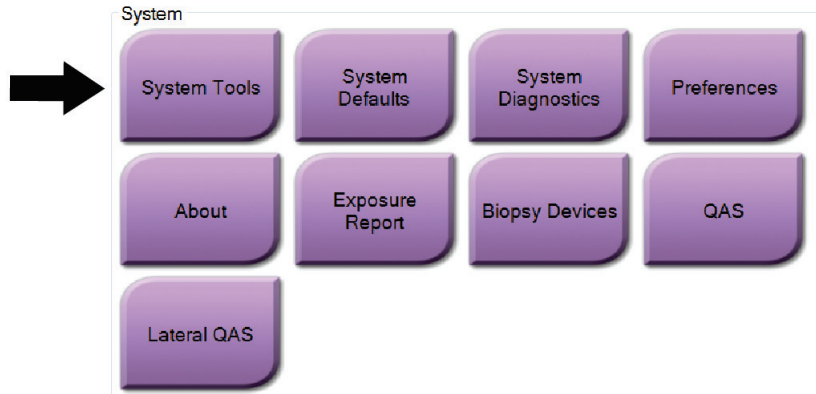 System
System Tools
System
Defaults
System
Diagnostics
Preferences
About
Exposure
Report
Biopsy Devices
QAS
Lateral QAS